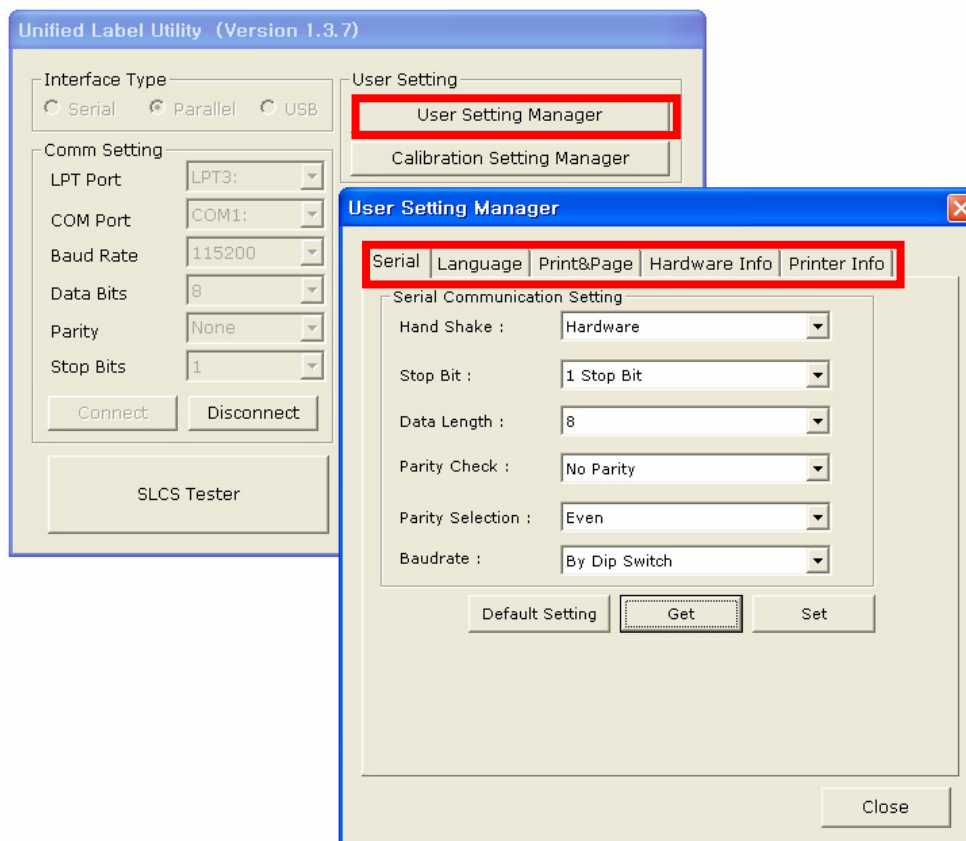 Unified Label Utility (Version 1.3.7)
Interface Type
Serial Parallel USB
User Setting
User Setting Manager
Calibration Setting Manager
Comm Setting
LPT Port LPT3:
COM Port COM1:
Baud Rate 115200
Data Bits 8
Parity None
Stop Bits 1
Connect Disconnect
SLCS Tester
User Setting Manager
Serial Language Print&Page Hardware Info Printer Info
Serial Communication Setting
Hand Shake : Hardware
Stop Bit : 1 Stop Bit
Data Length : 8
Parity Check : No Parity
Parity Selection : Even
Baudrate : By Dip Switch
Default Setting Get Set
Close